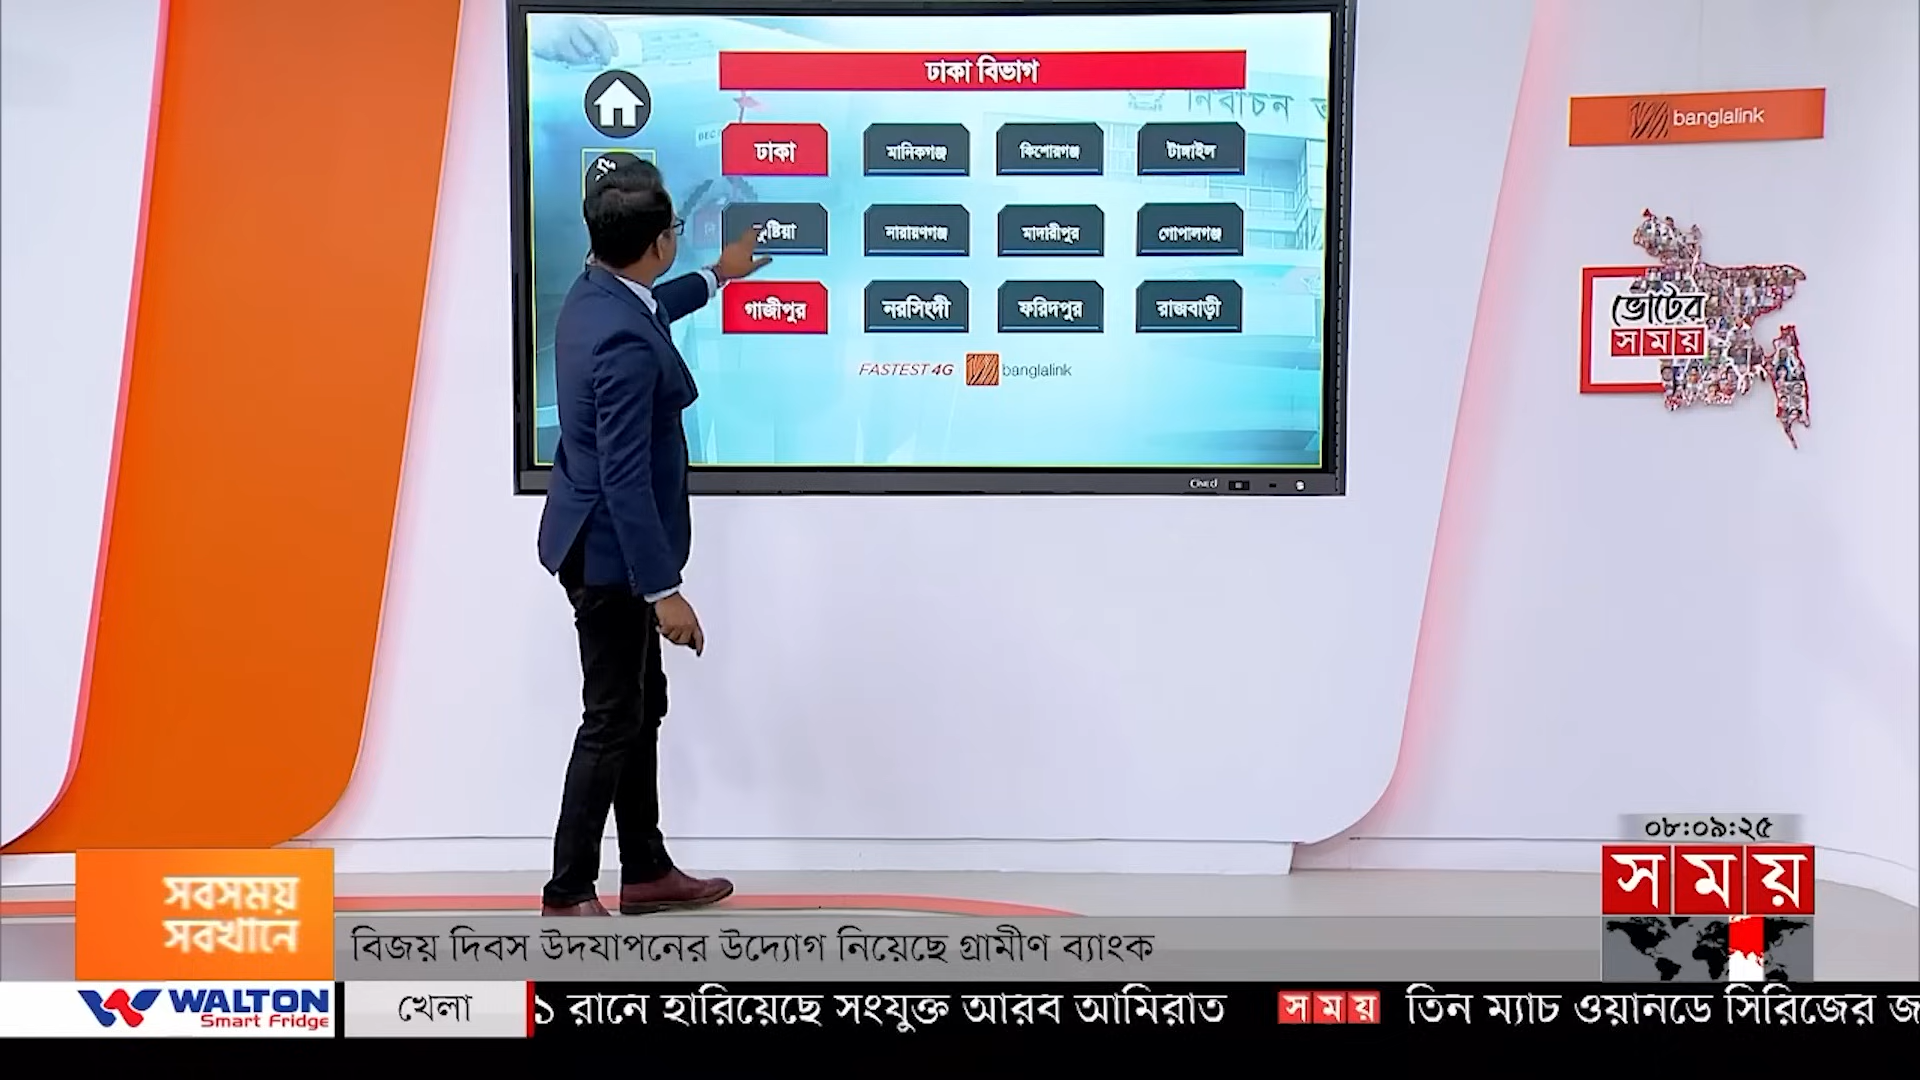 ঢাকা বিভাগ
নির্বাচন
ঢাকা
মানিকগঞ্জ
কিশোরগঞ্জ
টাঙ্গাইল
নারায়ণগঞ্জ
মাদারীপুর
গোপালগঞ্জ
গাজীপুর
নরসিংদী
ফরিদপুর
রাজবাড়ী
FASTEST 4G banglalink
banglalink
ভোটের
সময়
০৮:০৯:২৫
সময়
সবসময়
সবখানে
বিজয় দিবস উদযাপনের উদ্যোগ নিয়েছে গ্রামীণ ব্যাংক
WALTON
Smart Fridge
খেলা
১ রানে হারিয়েছে সংযুক্ত আরব আমিরাত সময় তিন ম্যাচ ওয়ানডে সিরিজের